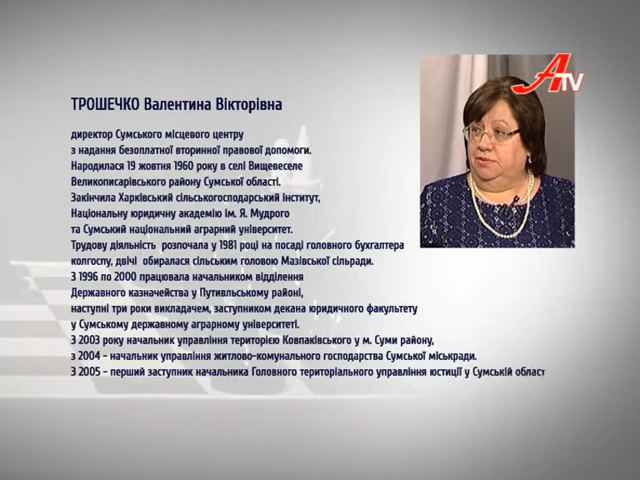 ATV
ТРОШЕЧКО Валентина Вікторівна
директор Сумського місцевого центру
з надання безоплатної вторинної правової допомоги.
Народилася 19 жовтня 1960 року в селі Вищевеселе
Великописарівського району Сумської області.
Закінчила Харківський сільськогосподарський інститут,
Національну юридичну академію ім. Я. Мудрого
та Сумський національний аграрний університет.
Трудову діяльність розпочала у 1981 році на посаді головного бухгалтера
колгоспу, двічі обиралася сільським головою Мазівської сільради.
З 1996 по 2000 працювала начальником відділення
Державного казначейства у Путивльському районі,
наступні три роки викладачем, заступником декана юридичного факультету
у Сумському державному аграрному університеті.
З 2003 року начальник управління територією Ковпаківського у м. Суми району,
з 2004 - начальник управління житлово-комунального господарства Сумської міськради.
З 2005 - перший заступник начальника Головного територіального управління юстиції у Сумській област